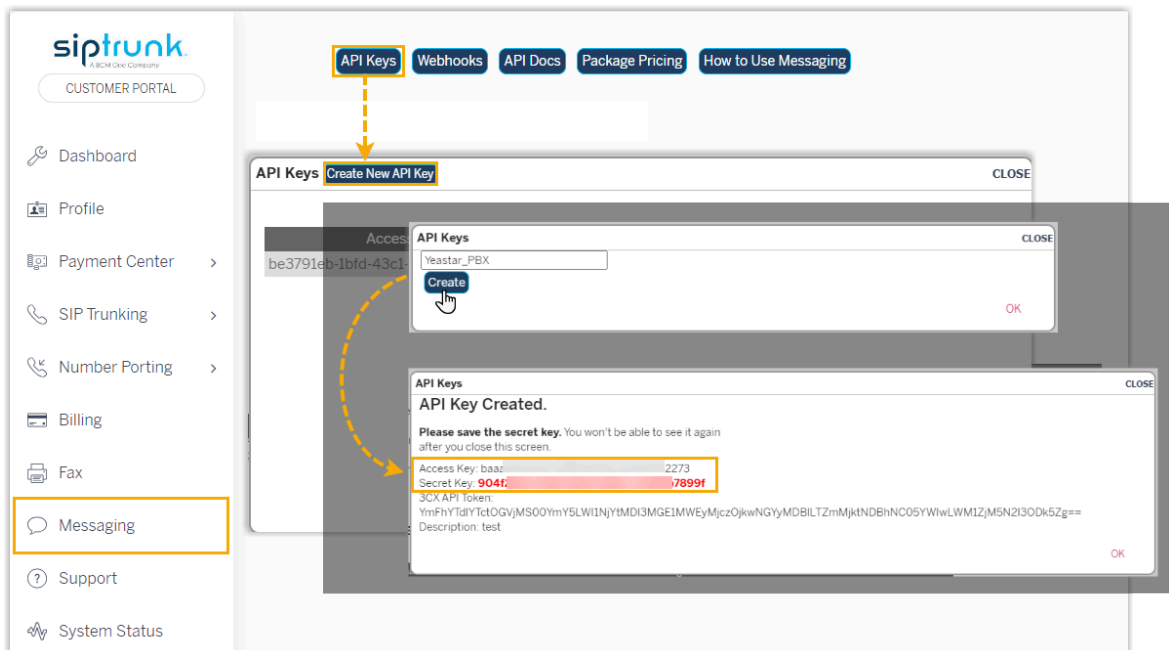 siptrunk
A BCM One Company
CUSTOMER PORTAL
Dashboard
Profile
Payment Center
SIP Trunking
Number Porting
Billing
Fax
Messaging
Support
System Status
API Keys
Webhooks
API Docs
Package Pricing
How to Use Messaging
API Keys Create New API Key CLOSE
Acces
be3791eb-1bfd-43c1-
API Keys CLOSE
Yeastar_PBX
Create
OK
API Keys CLOSE
API Key Created.
Please save the secret key. You won't be able to see it again
after you close this screen.
Access Key: baa 2273
Secret Key: 904f 7899f
3CX API Token:
Description: test
OK